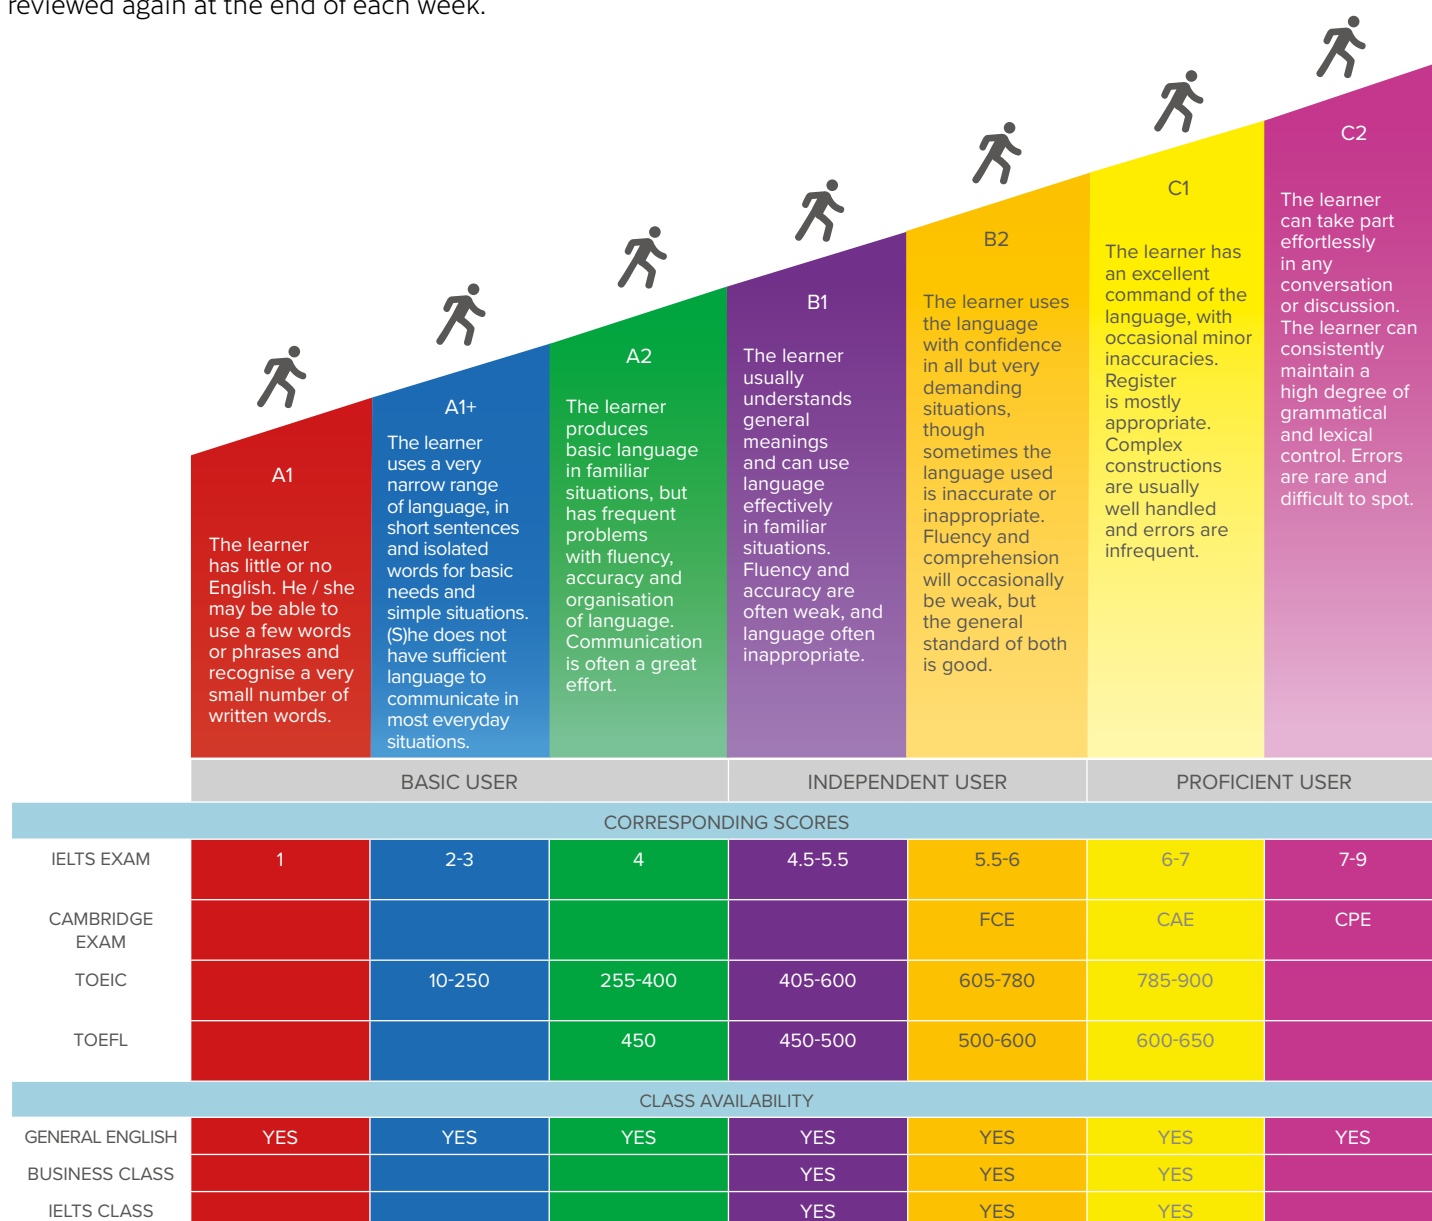 reviewed again at the end of each week.
A1
The learner
has little or no
English. He / she
may be able to
use a few words
or phrases and
recognise a very
small number of
written words.
A1+
The learner
uses a very
narrow range
of language, in
short sentences
and isolated
words for basic
needs and
simple situations.
(S)he does not
have sufficient
language to
communicate in
most everyday
situations.
A2
The learner
produces
basic language
in familiar
situations, but
has frequent
problems
with fluency,
accuracy and
organisation
of language.
Communication
is often a great
effort.
B1
The learner
usually
understands
general
meanings
and can use
language
effectively
in familiar
situations.
Fluency and
accuracy are
often weak, and
language often
inappropriate.
B2
The learner uses
the language
with confidence
in all but very
demanding
situations,
though
sometimes the
language used
is inaccurate or
inappropriate.
Fluency and
comprehension
will occasionally
be weak, but
the general
standard of both
is good.
C1
The learner has
an excellent
command of the
language, with
occasional minor
inaccuracies.
Register
is mostly
appropriate.
Complex
constructions
are usually
well handled
and errors are
infrequent.
C2
The learner
can take part
effortlessly
in any
conversation
or discussion.
The learner can
consistently
maintain a
high degree of
grammatical
and lexical
control. Errors
are rare and
difficult to spot.
BASIC USER INDEPENDENT USER PROFICIENT USER
CORRESPONDING SCORES
IELTS EXAM 1 2-3 4 4.5-5.5 5.5-6 6-7 7-9
CAMBRIDGE
EXAM FCE CAE CPE
TOEIC 10-250 255-400 405-600 605-780 785-900
TOEFL 450 450-500 500-600 600-650
CLASS AVAILABILITY
GENERAL ENGLISH YES YES YES YES YES YES YES
BUSINESS CLASS YES YES YES
IELTS CLASS YES YES YES